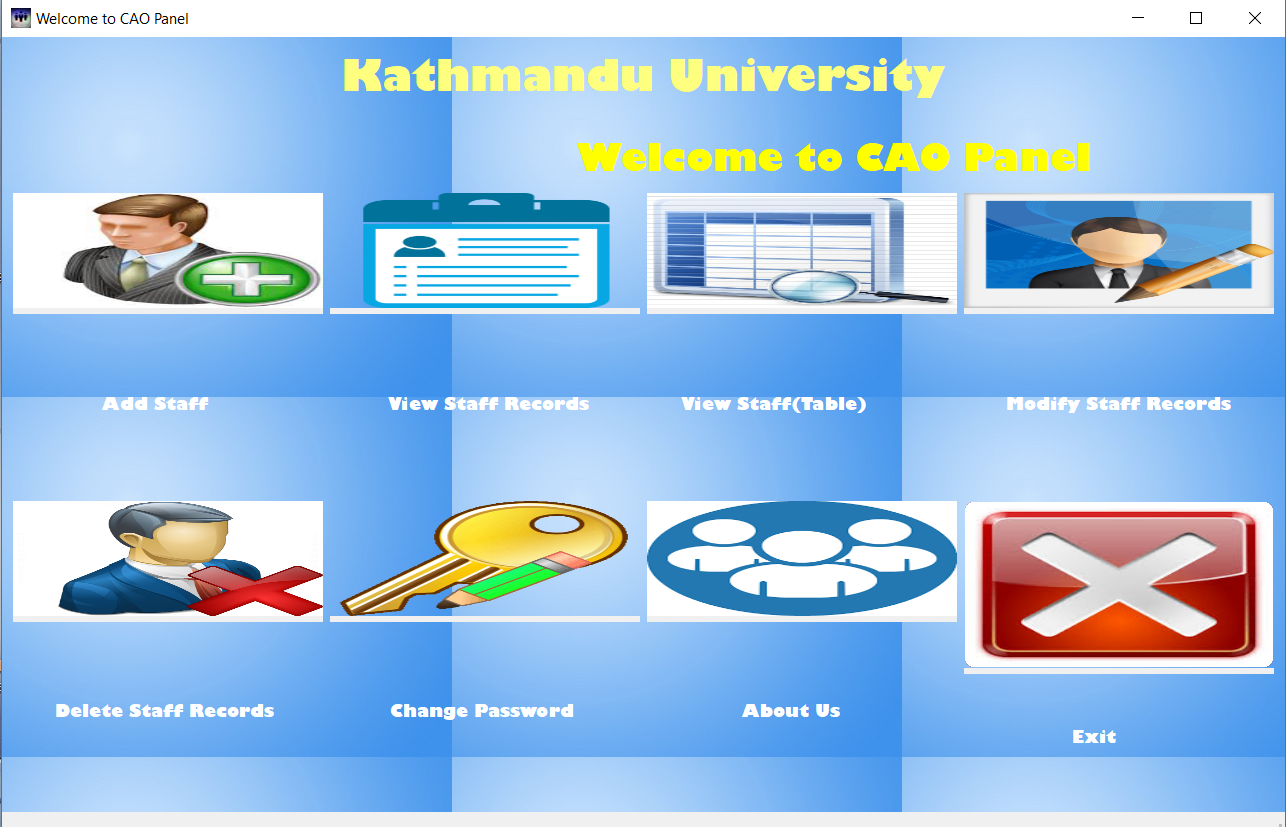 Welcome to CAO Panel
Kathmandu University
Welcome to CAO Panel
Add Staff
View Staff Records
View Staff(Table)
Modify Staff Records
Delete Staff Records
Change Password
About Us
Exit